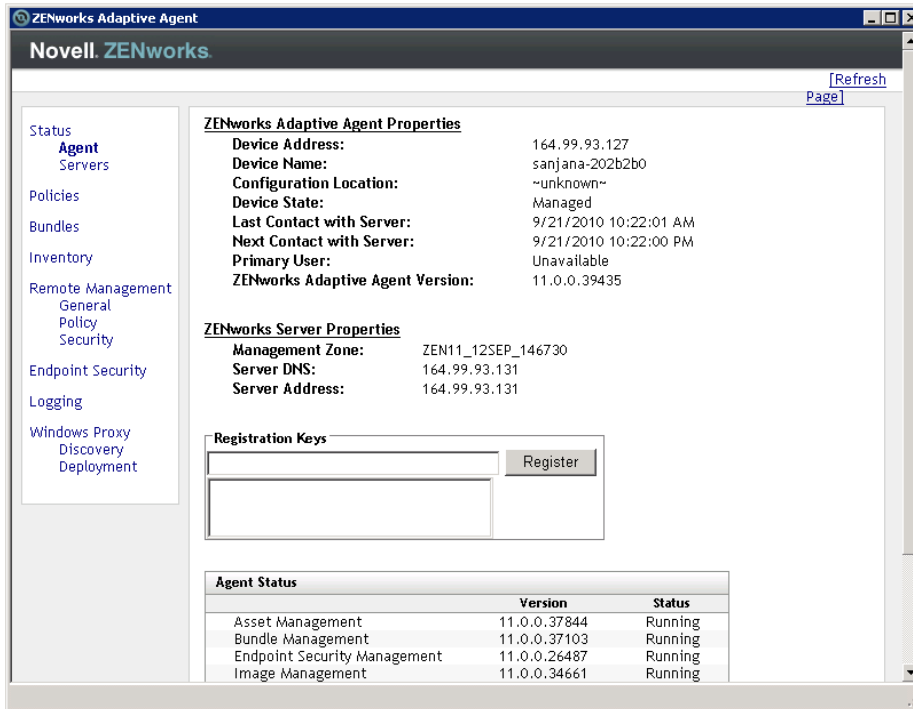 ZENworks Adaptive Agent
Novell. ZENworks.
[Refresh
Page]
Status
Agent
Servers
Policies
Bundles
Inventory
Remote Management
General
Policy
Security
Endpoint Security
Logging
Windows Proxy
Discovery
Deployment
ZENworks Adaptive Agent Properties
Device Address: 164.99.93.127
Device Name: sanjana-202b2b0
Configuration Location: ~unknown~
Device State: Managed
Last Contact with Server: 9/21/2010 10:22:01 AM
Next Contact with Server: 9/21/2010 10:22:00 PM
Primary User: Unavailable
ZENworks Adaptive Agent Version: 11.0.0.39435
ZENworks Server Properties
Management Zone: ZEN11_12SEP_146730
Server DNS: 164.99.93.131
Server Address: 164.99.93.131
Registration Keys
Register
Agent Status
Version Status
Asset Management 11.0.0.37844 Running
Bundle Management 11.0.0.37103 Running
Endpoint Security Management 11.0.0.26487 Running
Image Management 11.0.0.34661 Running